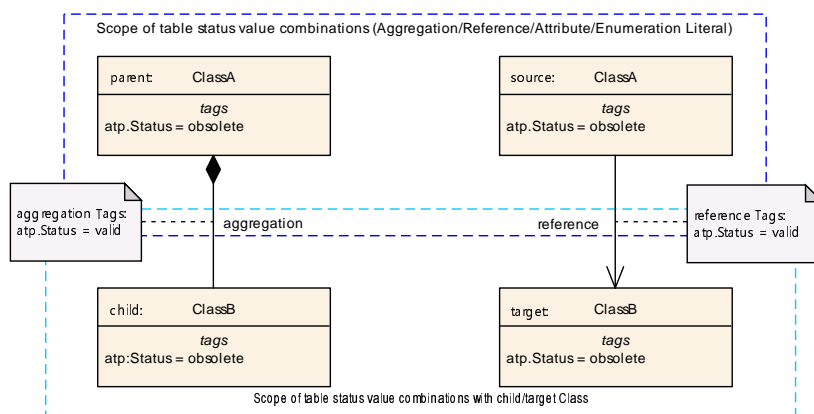 Scope of table status value combinations (Aggregation/Reference/Attribute/Enumeration Literal)
parent: ClassA
tags
atp.Status = obsolete
source: ClassA
tags
atp.Status = obsolete
aggregation Tags:
atp.Status = valid
aggregation
reference
reference Tags:
atp.Status = valid
child: ClassB
tags
atp:Status = obsolete
target: ClassB
tags
atp.Status = obsolete
Scope of table status value combinations with child/target Class